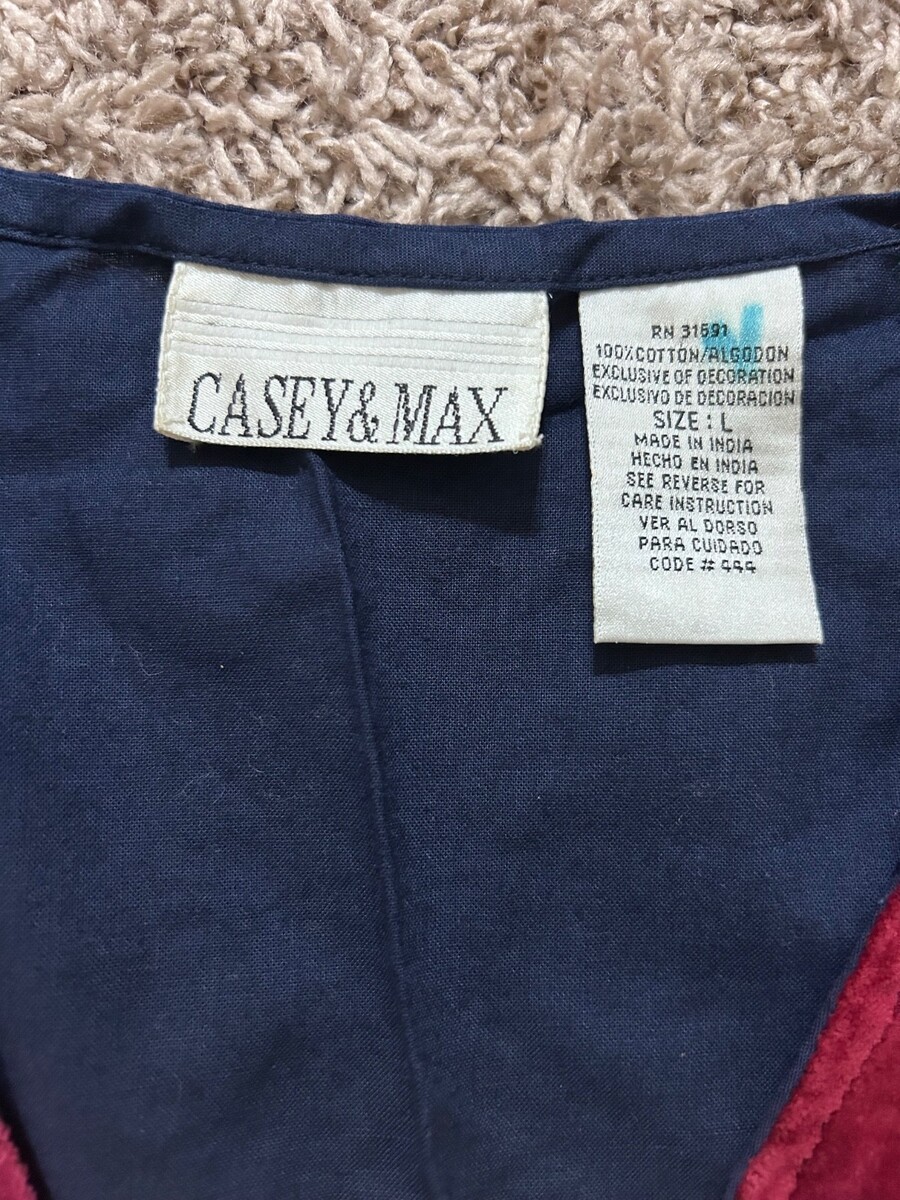 CASEY& MAX
RN 31591
100%COTTON/ALGODON
EXCLUSIVE OF DECORATION
EXCLUSIVO DE DECORACION
SIZE : L
MADE IN INDIA
HECHO EN INDIA
SEE REVERSE FOR
CARE INSTRUCTION
VER AL DORSO
PARA CUIDADO
CODE # 444